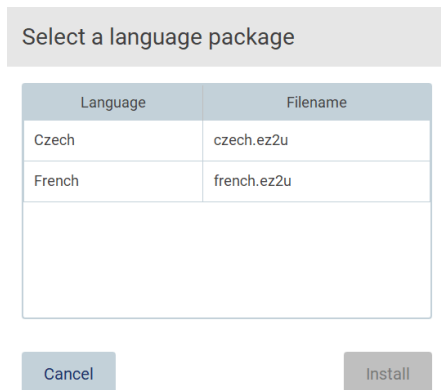 Select a language package
Language Filename
Czech czech.ez2u
French french.ez2u
Cancel Install